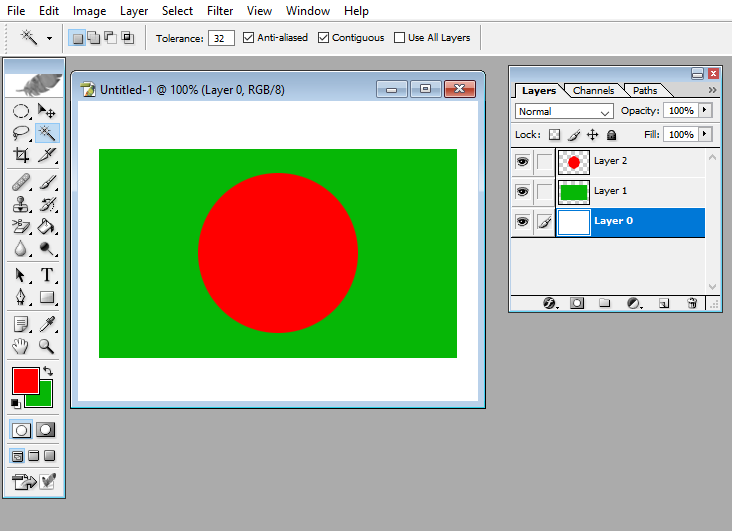 File Edit Image Layer Select Filter View Window Help
Tolerance: 32 Anti-aliased Contiguous Use All Layers
Untitled-1 @ 100% (Layer 0, RGB/8)
Layers Channels Paths
Normal Opacity: 100%
Lock: Fill: 100%
Layer 2
Layer 1
Layer 0
T